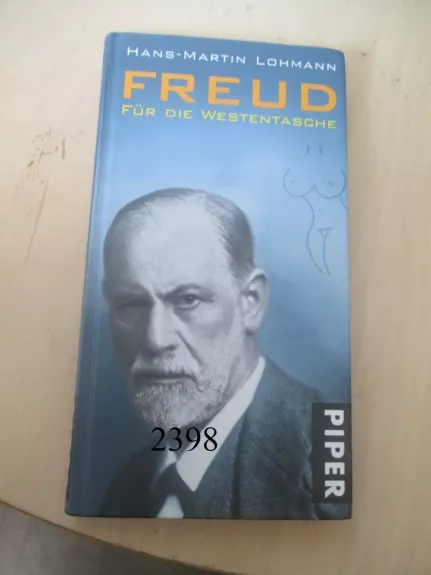 HANS-MARTIN LOHMANN
FREUD
FÜR DIE WESTENTASCHE
2398
PIPER